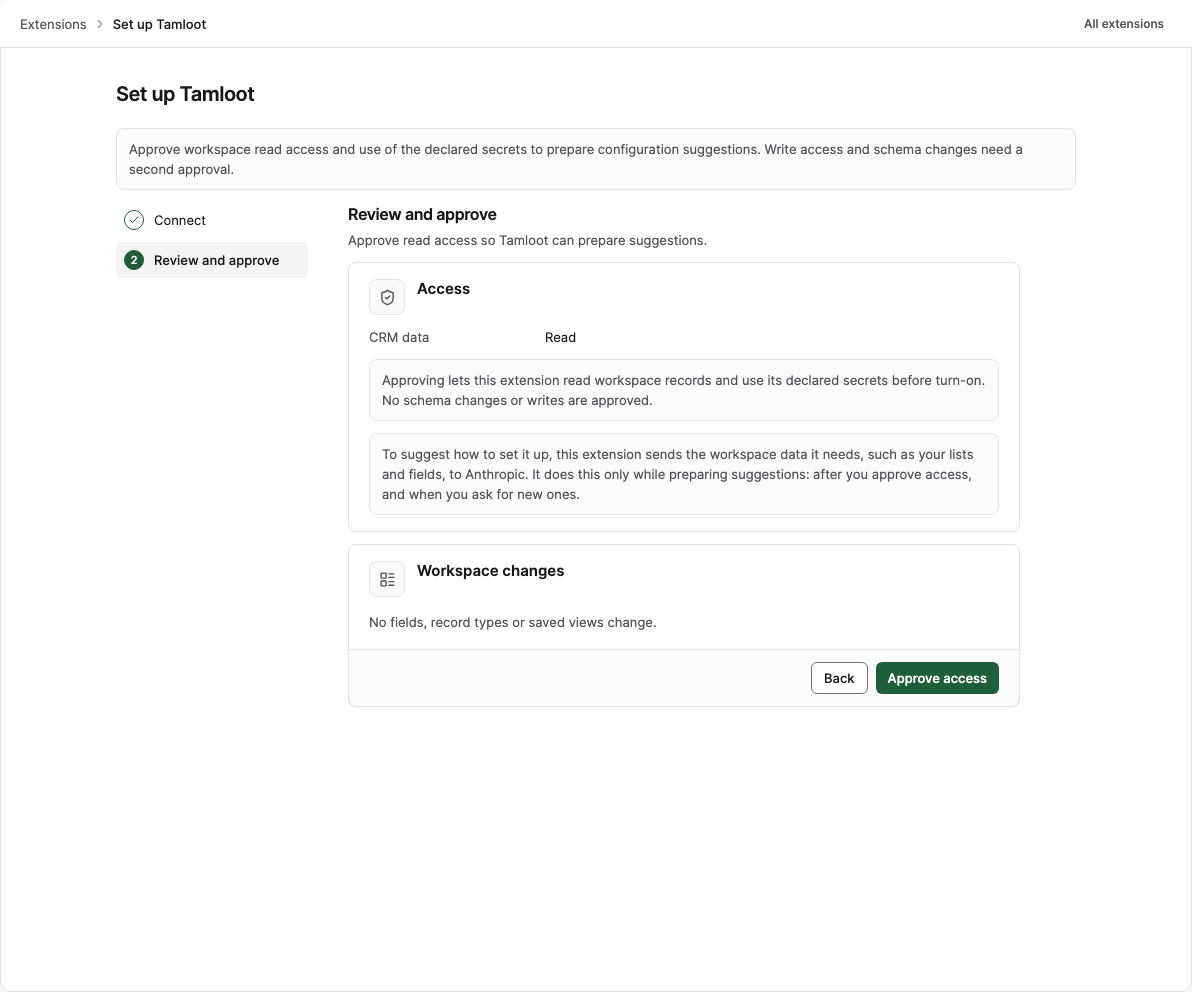 Extensions > Set up Tamloot
All extensions
Set up Tamloot
Approve workspace read access and use of the declared secrets to prepare configuration suggestions. Write access and schema changes need a
second approval.
Connect
2 Review and approve
Review and approve
Approve read access so Tamloot can prepare suggestions.
Access
CRM data Read
Approving lets this extension read workspace records and use its declared secrets before turn-on.
No schema changes or writes are approved.
To suggest how to set it up, this extension sends the workspace data it needs, such as your lists
and fields, to Anthropic. It does this only while preparing suggestions: after you approve access,
and when you ask for new ones.
Workspace changes
No fields, record types or saved views change.
Back Approve access